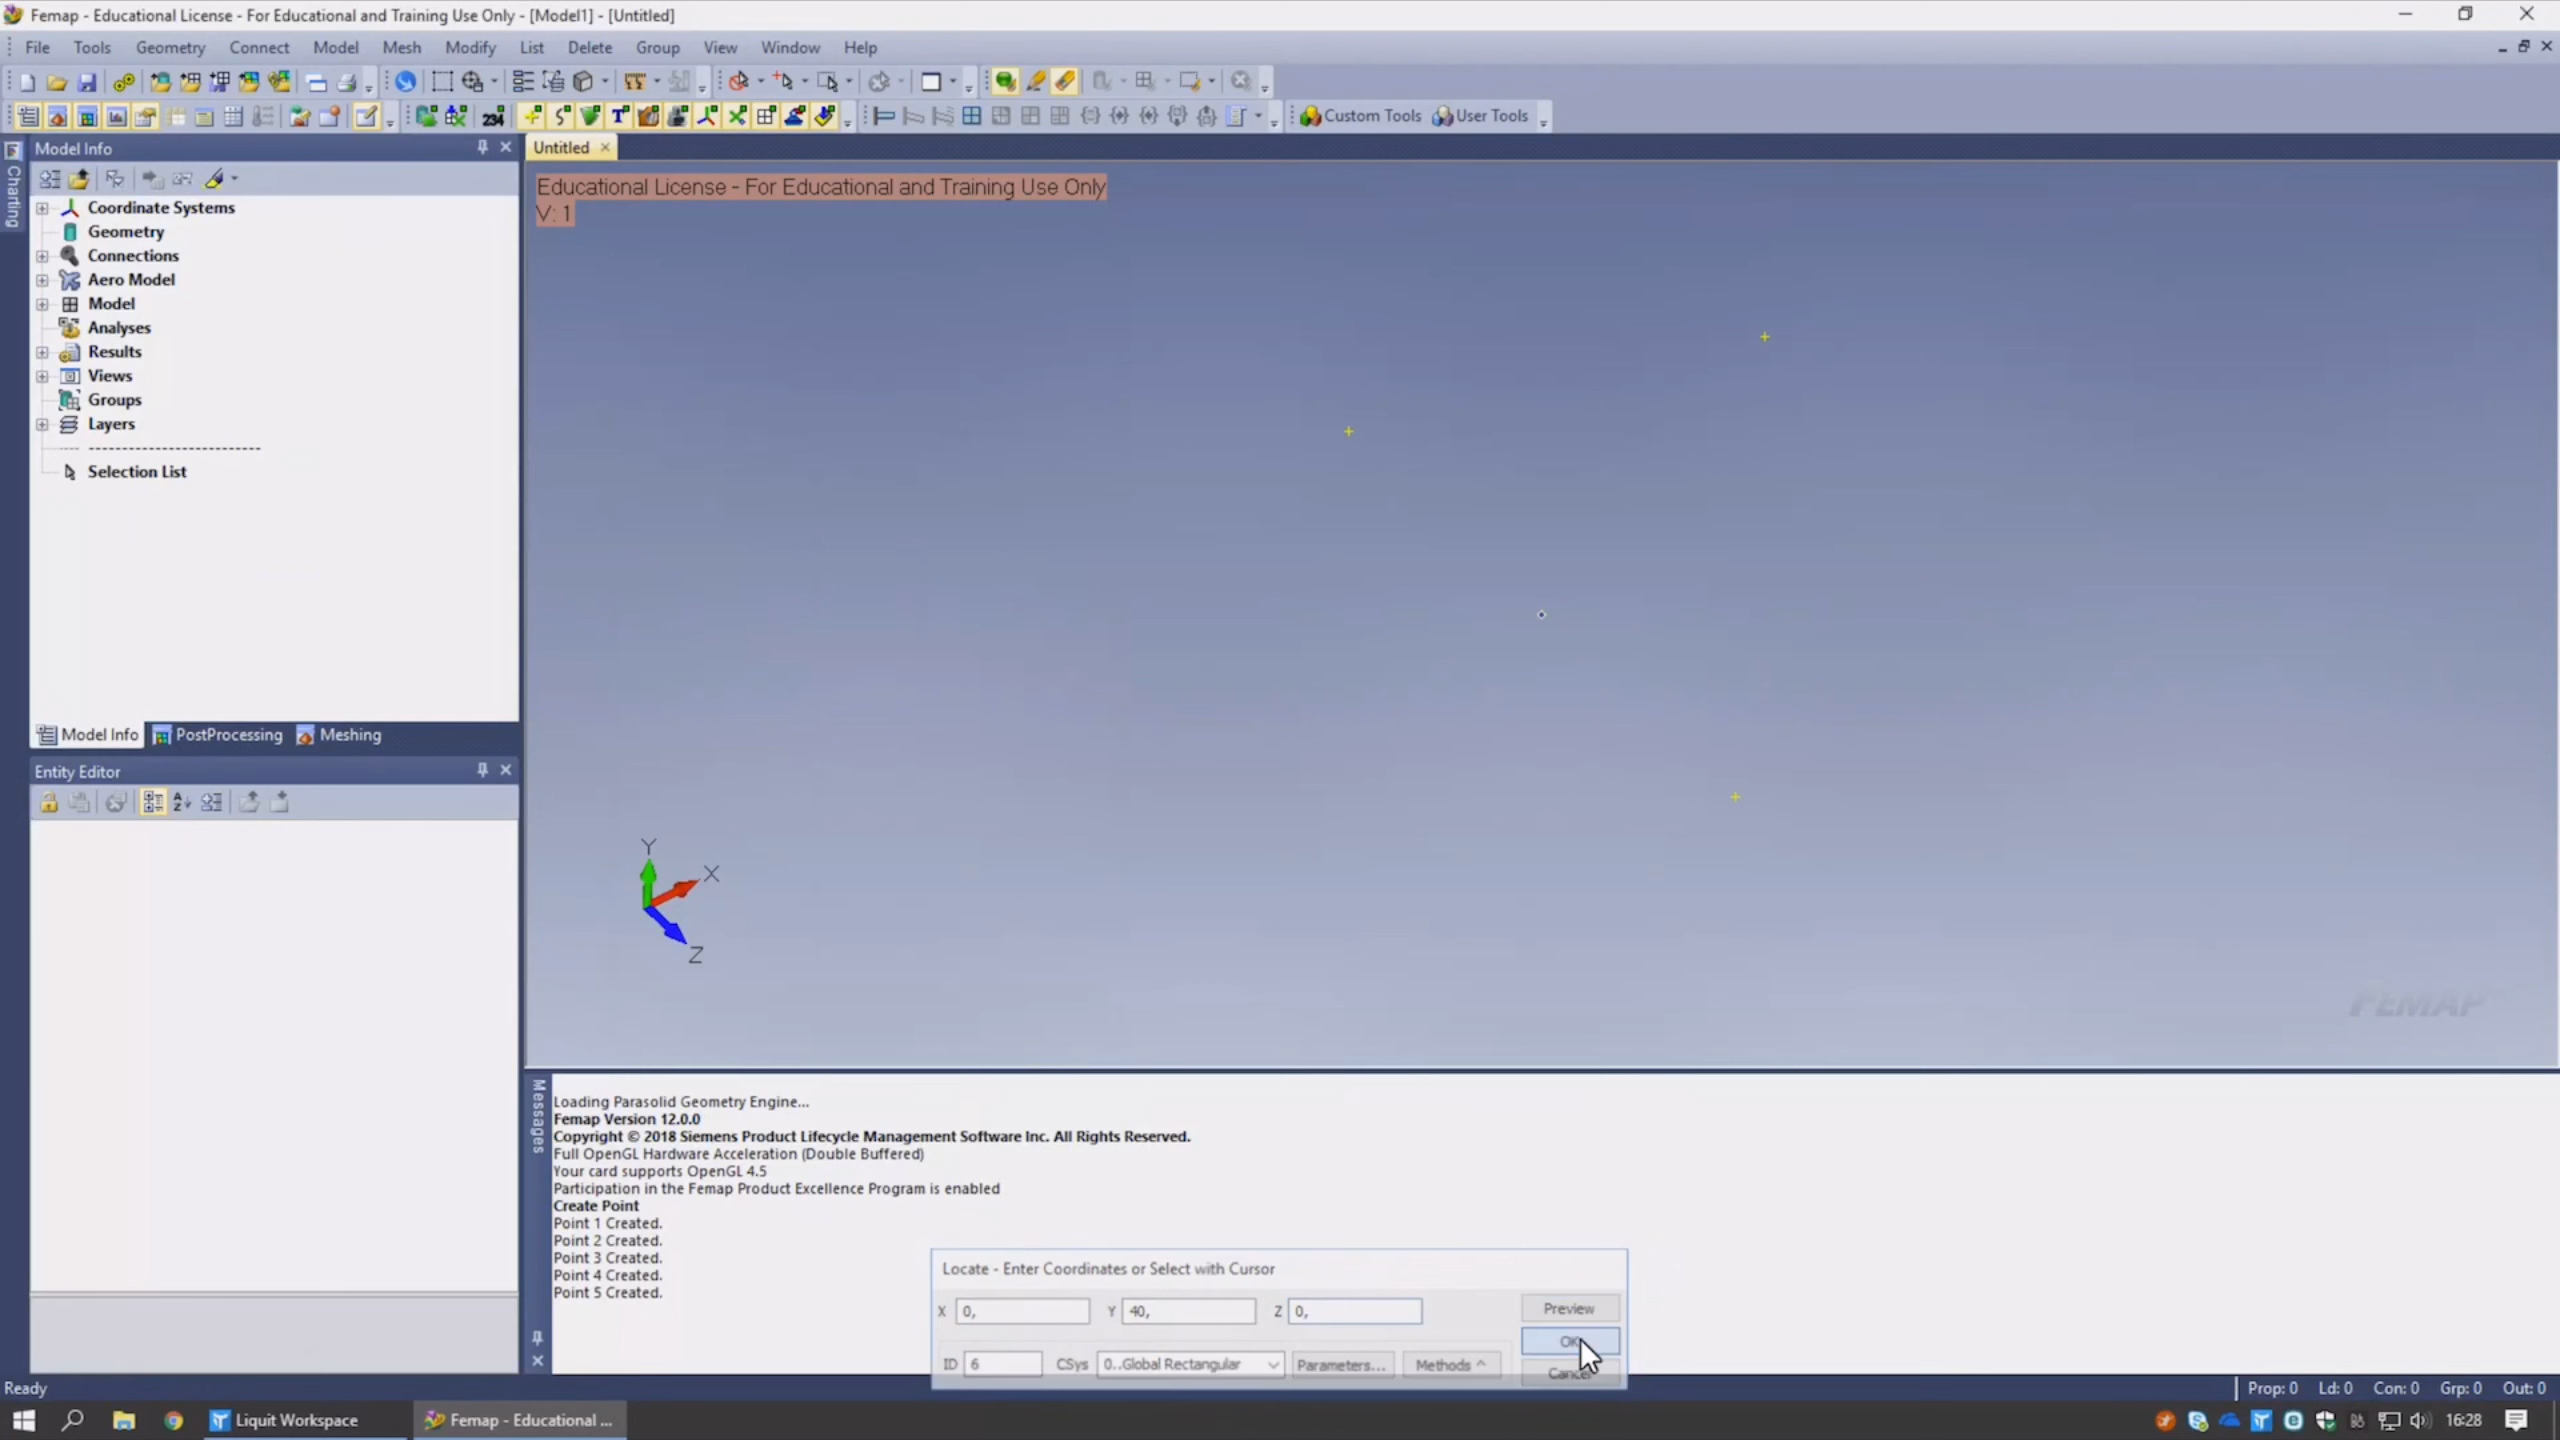 Femap - Educational License - For Educational and Training Use Only - [Model1] - [Untitled]
File Tools Geometry Connect Model Mesh Modify List Delete Group View Window Help
234 T Custom Tools User Tools
Charting
Model Info
Coordinate Systems
Geometry
Connections
Aero Model
Model
Analyses
Results
Views
Groups
Layers
Selection List
Model Info PostProcessing Meshing
Entity Editor
Untitled
Educational License - For Educational and Training Use Only
V: 1
Y
X
Z
FEMAP
Messages
Loading Parasolid Geometry Engine...
Femap Version 12.0.0
Copyright © 2018 Siemens Product Lifecycle Management Software Inc. All Rights Reserved.
Full OpenGL Hardware Acceleration (Double Buffered)
Your card supports OpenGL 4.5
Participation in the Femap Product Excellence Program is enabled
Create Point
Point 1 Created.
Point 2 Created.
Point 3 Created.
Point 4 Created.
Point 5 Created.
Locate - Enter Coordinates or Select with Cursor
X 0, Y 40, Z 0, Preview
OK
ID 6 CSys 0..Global Rectangular Parameters... Methods ^
Cancel
Ready Prop: 0 Ld: 0 Con: 0 Grp: 0 Out: 0
Liquit Workspace Femap - Educational ... 16:28